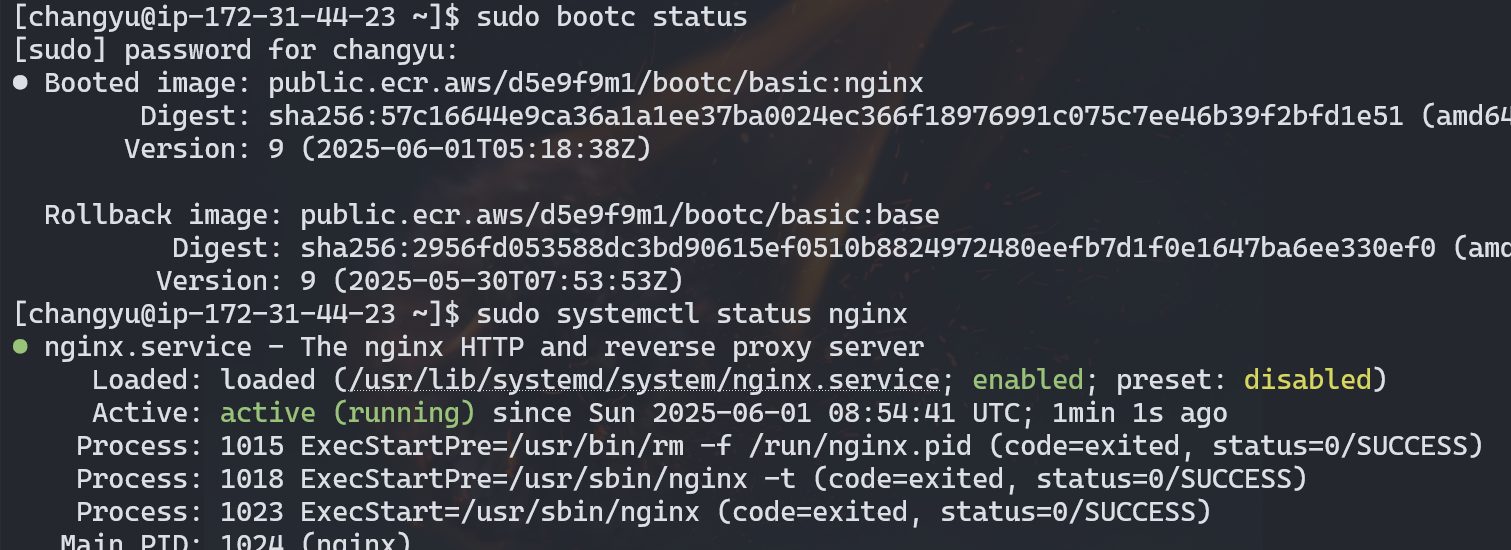 [changyu@ip-172-31-44-23 ~]$ sudo bootc status
[sudo] password for changyu:
● Booted image: public.ecr.aws/d5e9f9m1/bootc/basic:nginx
Digest: sha256:57c16644e9ca36a1a1ee37ba0024ec366f18976991c075c7ee46b39f2bfd1e51 (amd64
Version: 9 (2025-06-01T05:18:38Z)
Rollback image: public.ecr.aws/d5e9f9m1/bootc/basic:base
Digest: sha256:2956fd053588dc3bd90615ef0510b8824972480eefb7d1f0e1647ba6ee330ef0 (amd
Version: 9 (2025-05-30T07:53:53Z)
[changyu@ip-172-31-44-23 ~]$ sudo systemctl status nginx
● nginx.service - The nginx HTTP and reverse proxy server
Loaded: loaded (/usr/lib/systemd/system/nginx.service; enabled; preset: disabled)
Active: active (running) since Sun 2025-06-01 08:54:41 UTC; 1min 1s ago
Process: 1015 ExecStartPre=/usr/bin/rm -f /run/nginx.pid (code=exited, status=0/SUCCESS)
Process: 1018 ExecStartPre=/usr/sbin/nginx -t (code=exited, status=0/SUCCESS)
Process: 1023 ExecStart=/usr/sbin/nginx (code=exited, status=0/SUCCESS)
Main PID: 1024 (nginx)